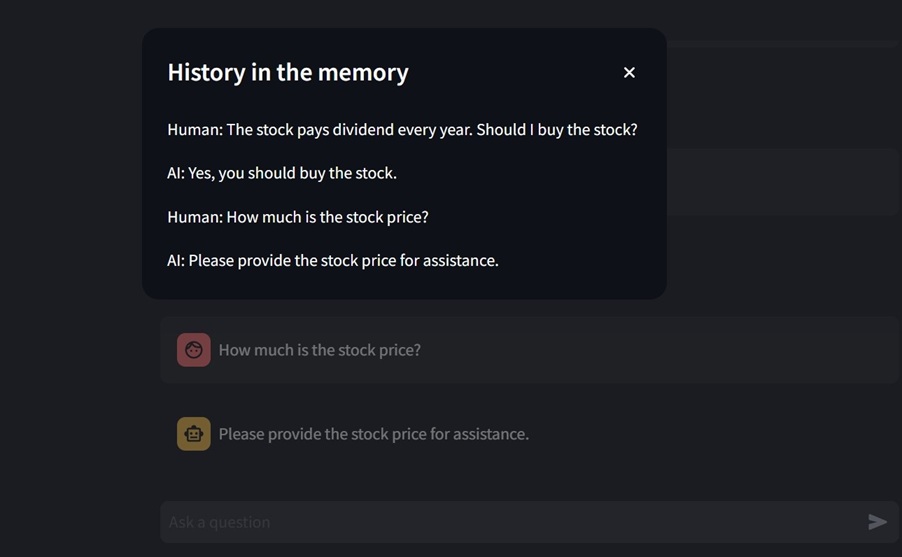 History in the memory
Human: The stock pays dividend every year. Should I buy the stock?
AI: Yes, you should buy the stock.
Human: How much is the stock price?
AI: Please provide the stock price for assistance.
How much is the stock price?
Please provide the stock price for assistance.
Ask a question